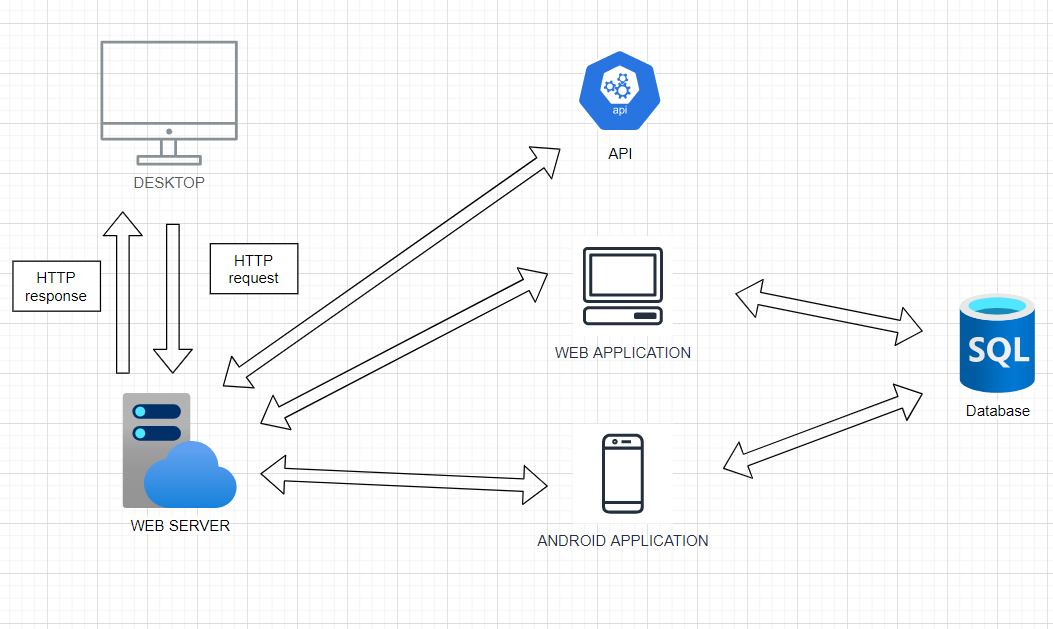 api
API
DESKTOP
HTTP
response
HTTP
request
WEB APPLICATION
SQL
Database
WEB SERVER
ANDROID APPLICATION